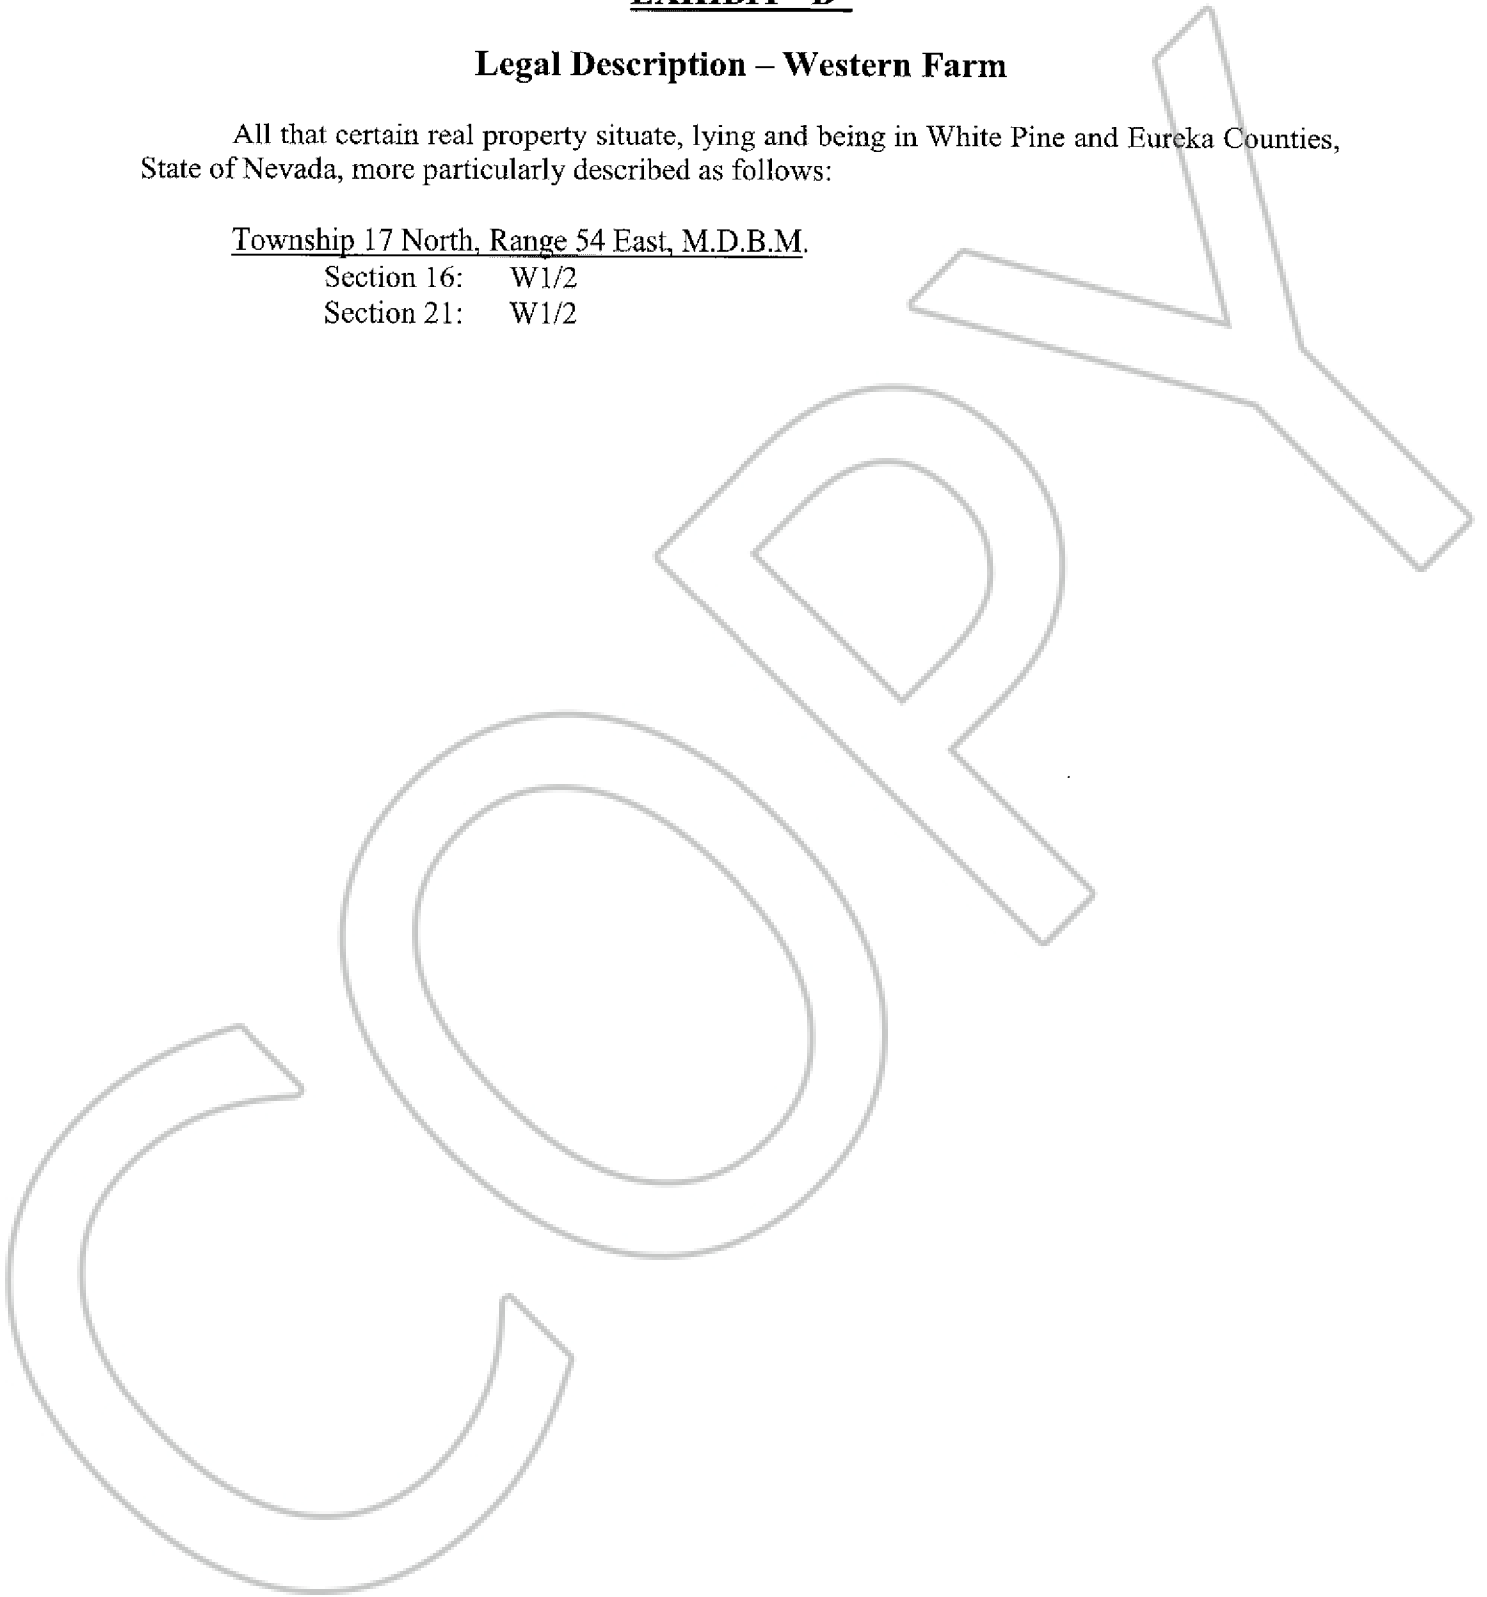 Legal Description – Western Farm
All that certain real property situate, lying and being in White Pine and Eureka Counties,
State of Nevada, more particularly described as follows:
Township 17 North, Range 54 East, M.D.B.M.
Section 16: W1/2
Section 21: W1/2
COPY